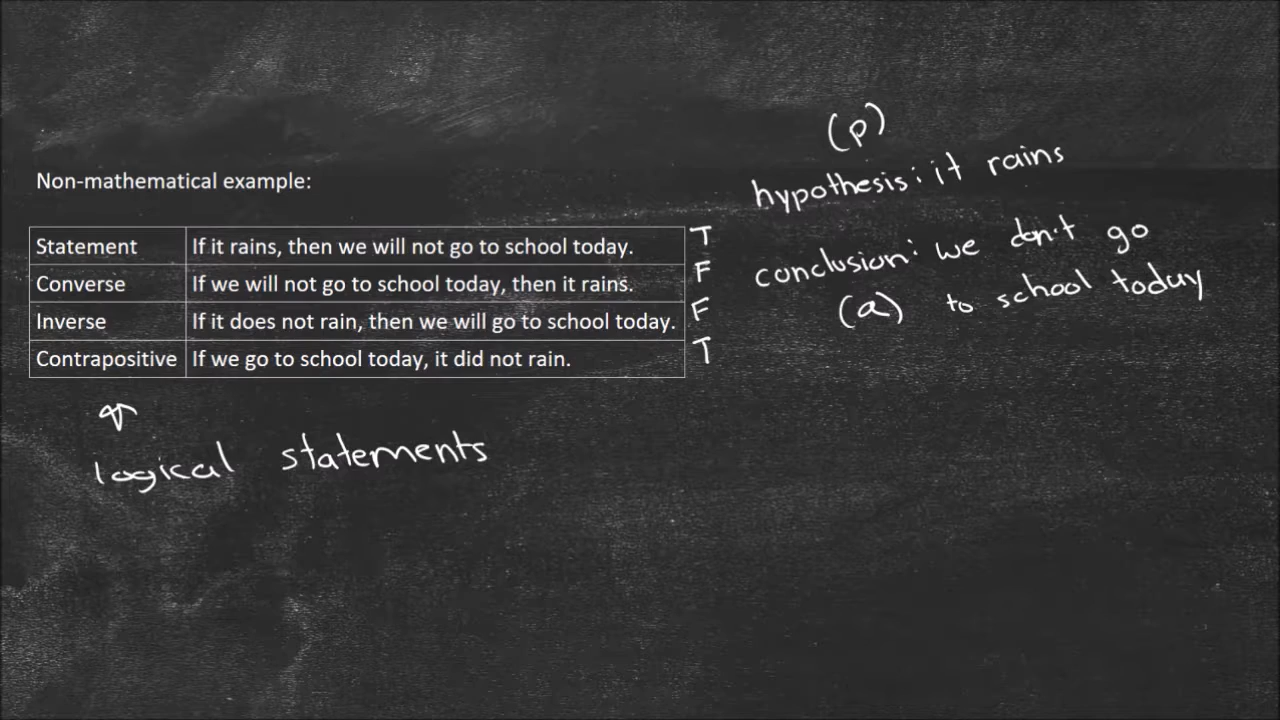 (p)
hypothesis: it rains
Non-mathematical example:
Statement If it rains, then we will not go to school today. T
Converse If we will not go to school today, then it rains. F
Inverse If it does not rain, then we will go to school today. F
Contrapositive If we go to school today, it did not rain. T
conclusion: we don't go
(q) to school today
logical statements